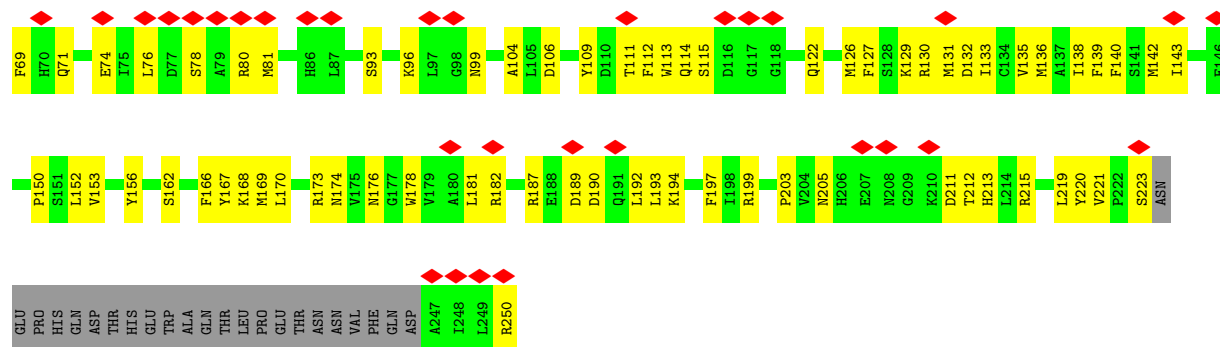 F69 H70 Q71 E74 I75 L76 D77 S78 A79 R80 M81 H86 L87 S93 K96 L97 G98 N99 A104 L105 D106 Y109 D110 T111 F112 W113 Q114 S115 D116 G117 G118 Q122 M126 F127 S128 K129 R130 M131 D132 I133 C134 V135 M136 A137 I138 F139 F140 S141 M142 I143 E146
P150 S151 L152 V153 Y156 S162 F166 Y167 K168 M169 L170 R173 N174 V175 N176 G177 W178 V179 A180 L181 R182 R187 E188 D189 D190 Q191 L192 L193 K194 F197 I198 R199 P203 V204 N205 H206 E207 N208 G209 K210 D211 T212 H213 L214 R215 L219 Y220 V221 P222 S223 ASN
GLU PRO HIS GLN ASP THR HIS GLU TRP ALA GLN THR LEU PRO GLU THR ASN ASN VAL PHE GLN ASP A247 I248 L249 R250